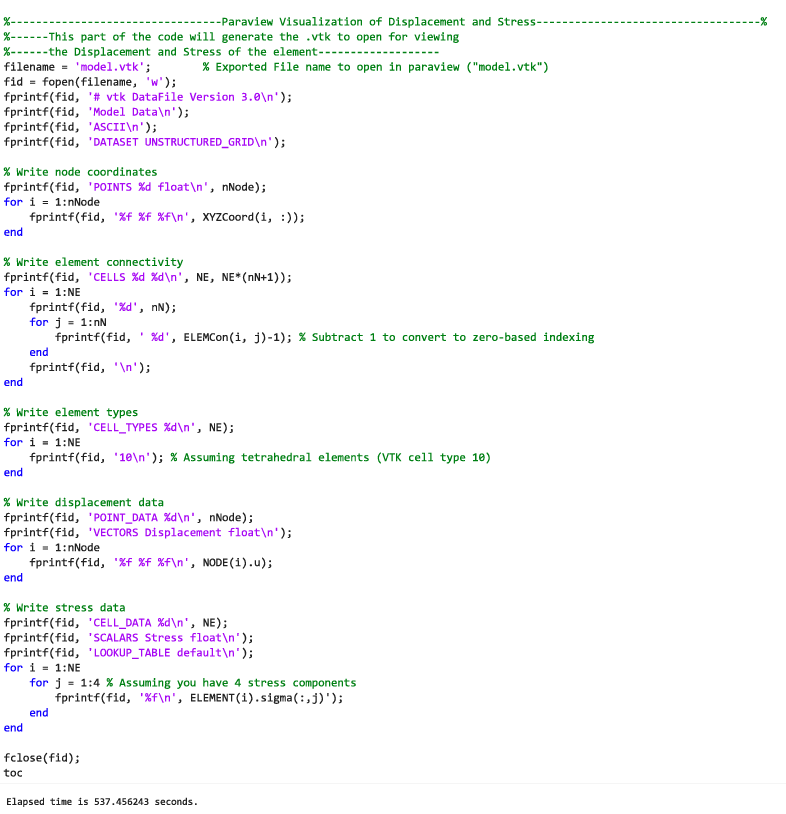 %---------------------------------Paraview Visualization of Displacement and Stress-----------------------------------%
%------This part of the code will generate the .vtk to open for viewing
%------the Displacement and Stress of the element-------------------
filename = 'model.vtk';        % Exported File name to open in paraview ("model.vtk")
fid = fopen(filename, 'w');
fprintf(fid, '# vtk DataFile Version 3.0\n');
fprintf(fid, 'Model Data\n');
fprintf(fid, 'ASCII\n');
fprintf(fid, 'DATASET UNSTRUCTURED_GRID\n');

% Write node coordinates
fprintf(fid, 'POINTS %d float\n', nNode);
for i = 1:nNode
    fprintf(fid, '%f %f %f\n', XYZCoord(i, :));
end

% Write element connectivity
fprintf(fid, 'CELLS %d %d\n', NE, NE*(nN+1));
for i = 1:NE
    fprintf(fid, '%d', nN);
    for j = 1:nN
        fprintf(fid, ' %d', ELEMCon(i, j)-1); % Subtract 1 to convert to zero-based indexing
    end
    fprintf(fid, '\n');
end

% Write element types
fprintf(fid, 'CELL_TYPES %d\n', NE);
for i = 1:NE
    fprintf(fid, '10\n'); % Assuming tetrahedral elements (VTK cell type 10)
end

% Write displacement data
fprintf(fid, 'POINT_DATA %d\n', nNode);
fprintf(fid, 'VECTORS Displacement float\n');
for i = 1:nNode
    fprintf(fid, '%f %f %f\n', NODE(i).u);
end

% Write stress data
fprintf(fid, 'CELL_DATA %d\n', NE);
fprintf(fid, 'SCALARS Stress float\n');
fprintf(fid, 'LOOKUP_TABLE default\n');
for i = 1:NE
    for j = 1:4 % Assuming you have 4 stress components
        fprintf(fid, '%f\n', ELEMENT(i).sigma(:,j)');
    end
end

fclose(fid);
toc
Elapsed time is 537.456243 seconds.